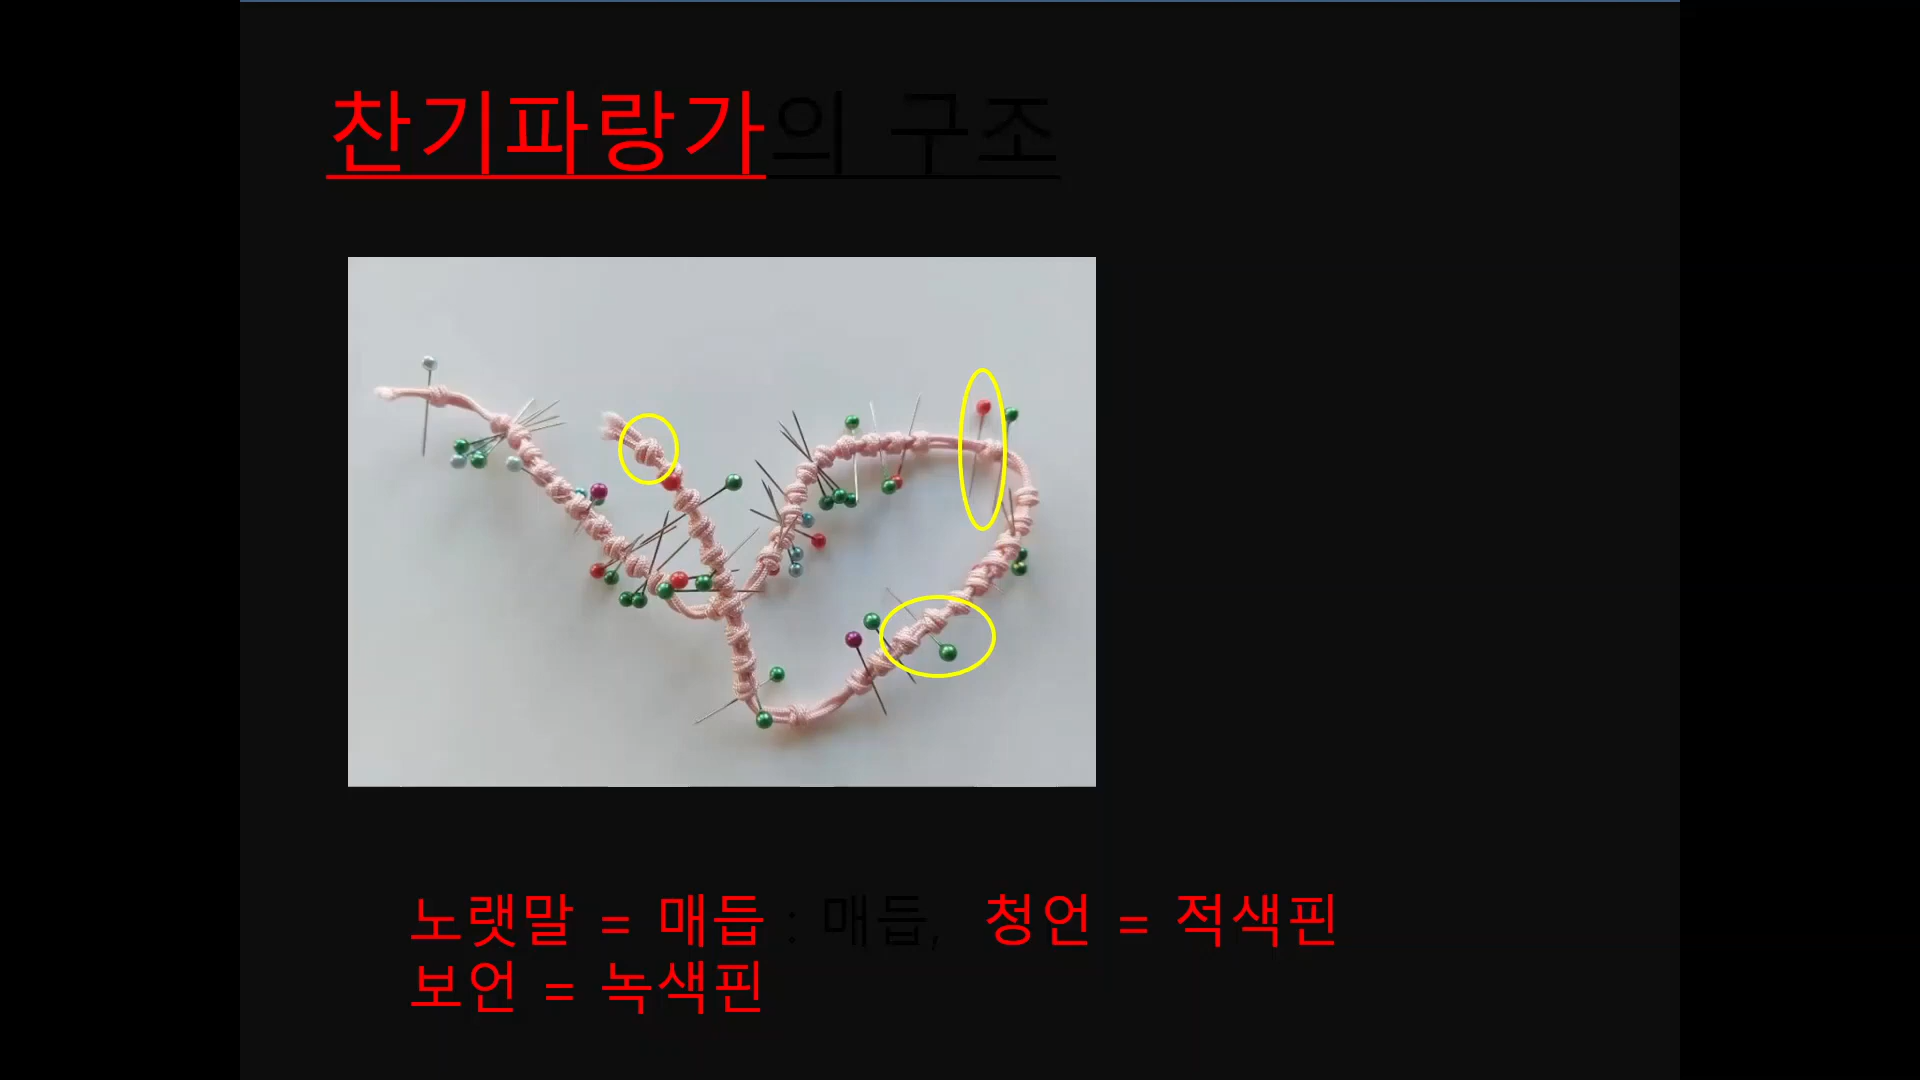 찬기파랑가의 구조
노랫말 = 매듭 : 매듭, 청언 = 적색핀
보언 = 녹색핀